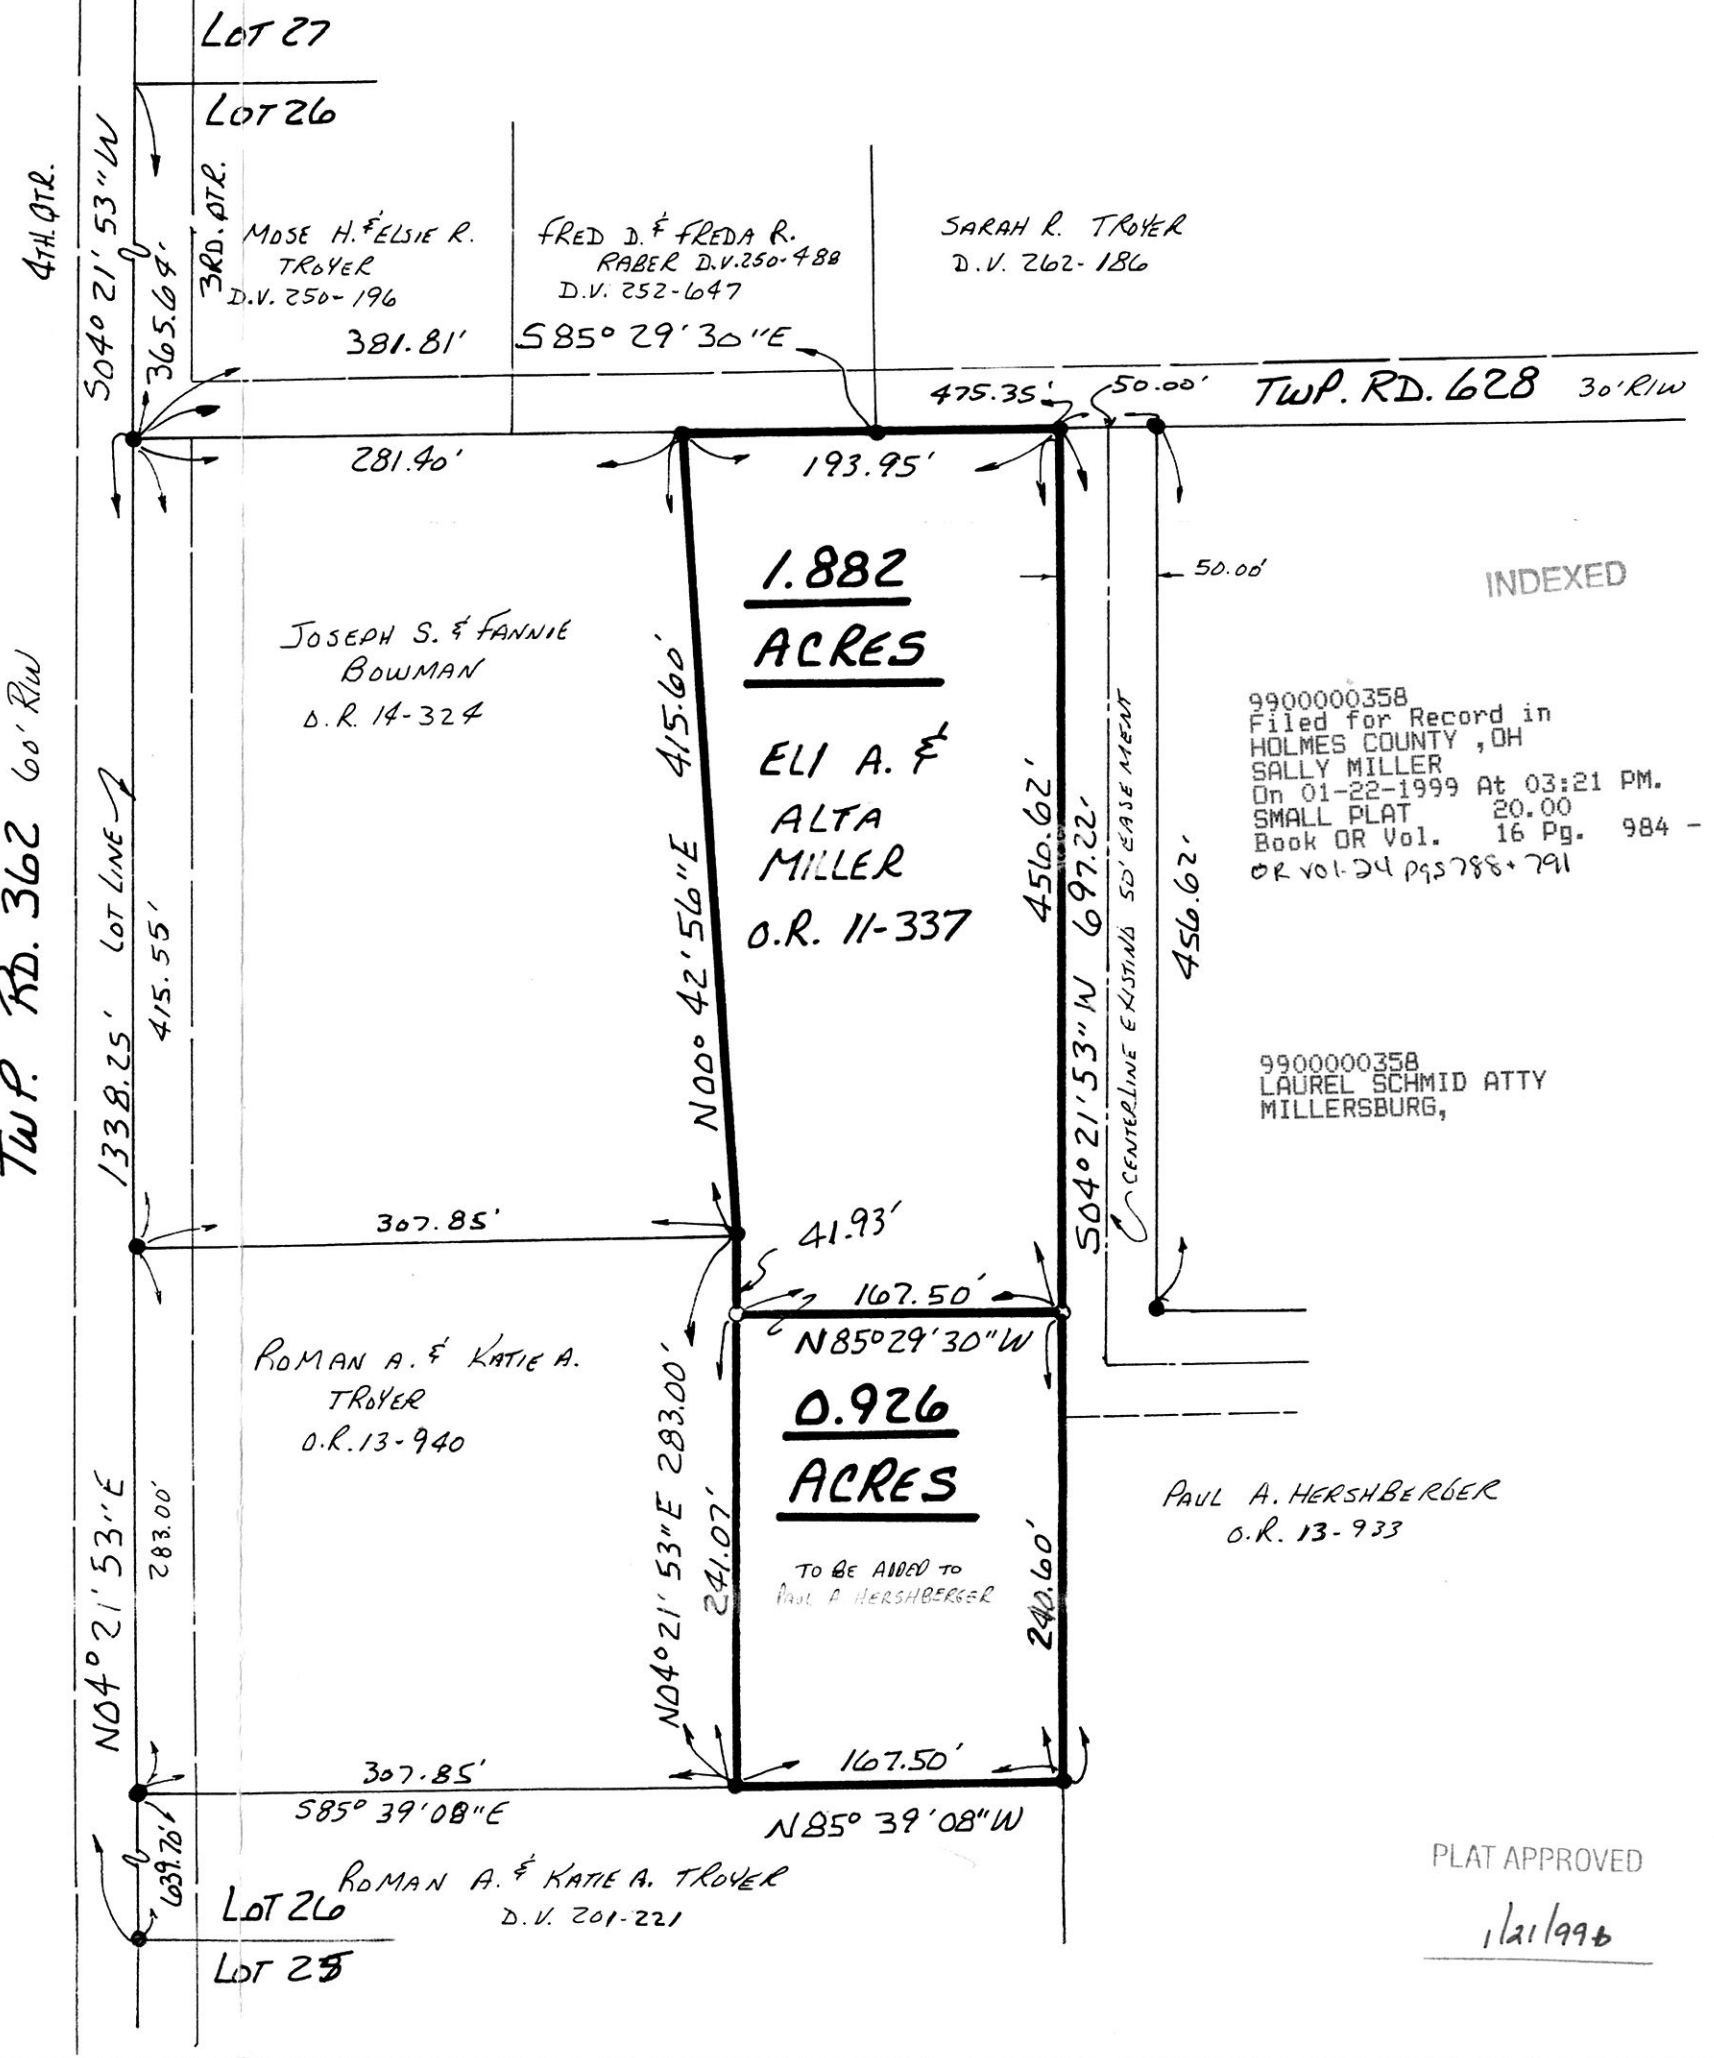 LOT 27
LOT 26
4TH. QTR.
3RD. QTR.
S04° 21' 53" W
365.64'
MOSE H. & ELSIE R.
TROYER
D.V. 250-196
FRED D. & FREDA R.
RABER D.V. 250-488
D.V. 252-647
SARAH R. TROYER
D.V. 262-186
381.81'
S85° 29' 30" E
475.35'
50.00'
TWP. RD. 628 30' R/W
281.40'
193.95'
1.882
ACRES
ELI A. &
ALTA
MILLER
O.R. 11-337
50.00'
INDEXED
JOSEPH S. & FANNIE
BOWMAN
O.R. 14-324
N00° 42' 56" E 415.60'
456.62'
S04° 21' 53" W 697.22'
CENTERLINE EXISTING 50' EASEMENT
456.62'
9900000358
Filed for Record in
HOLMES COUNTY , OH
SALLY MILLER
On 01-22-1999 At 03:21 PM.
SMALL PLAT 20.00
Book OR Vol. 16 Pg. 984 -
OR Vol. 24 pgs 788 + 791
9900000358
LAUREL SCHMID ATTY
MILLERSBURG,
TWP. RD. 362 60' R/W
1338.25' LOT LINE
415.55'
307.85'
41.93'
167.50'
N85° 29' 30" W
ROMAN A. & KATIE A.
TROYER
O.R. 13-940
0.926
ACRES
TO BE ADDED TO
PAUL A HERSHBERGER
N04° 21' 53" E 283.00'
241.07'
240.60'
PAUL A. HERSHBERGER
O.R. 13-933
N04° 21' 53" E
283.00'
307.85'
S85° 39' 08" E
167.50'
N85° 39' 08" W
639.70'
ROMAN A. & KATIE A. TROYER
D.V. 201-221
LOT 26
LOT 25
PLAT APPROVED
1/21/99